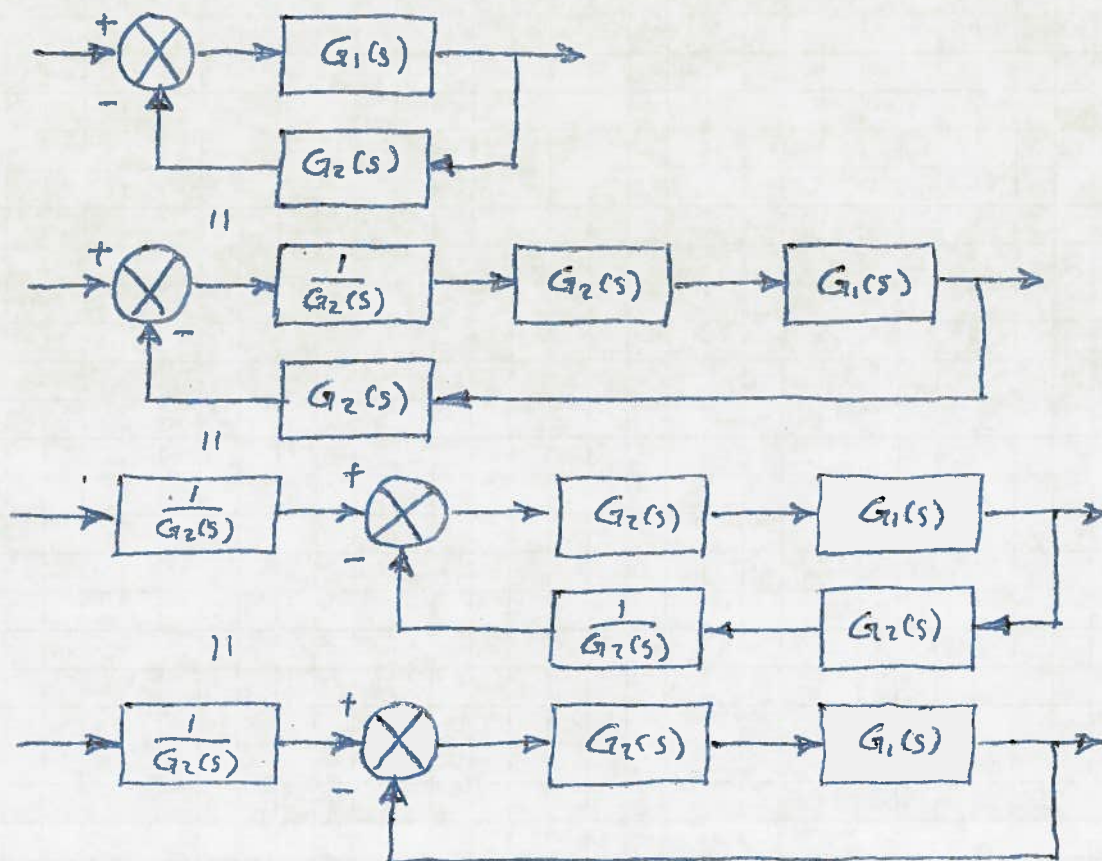 + G₁(s)
-
G₂(s)
||
+ 1/G₂(s) G₂(s) G₁(s)
-
G₂(s)
||
1/G₂(s) + G₂(s) G₁(s)
-
1/G₂(s) G₂(s)
||
1/G₂(s) + G₂(s) G₁(s)
-